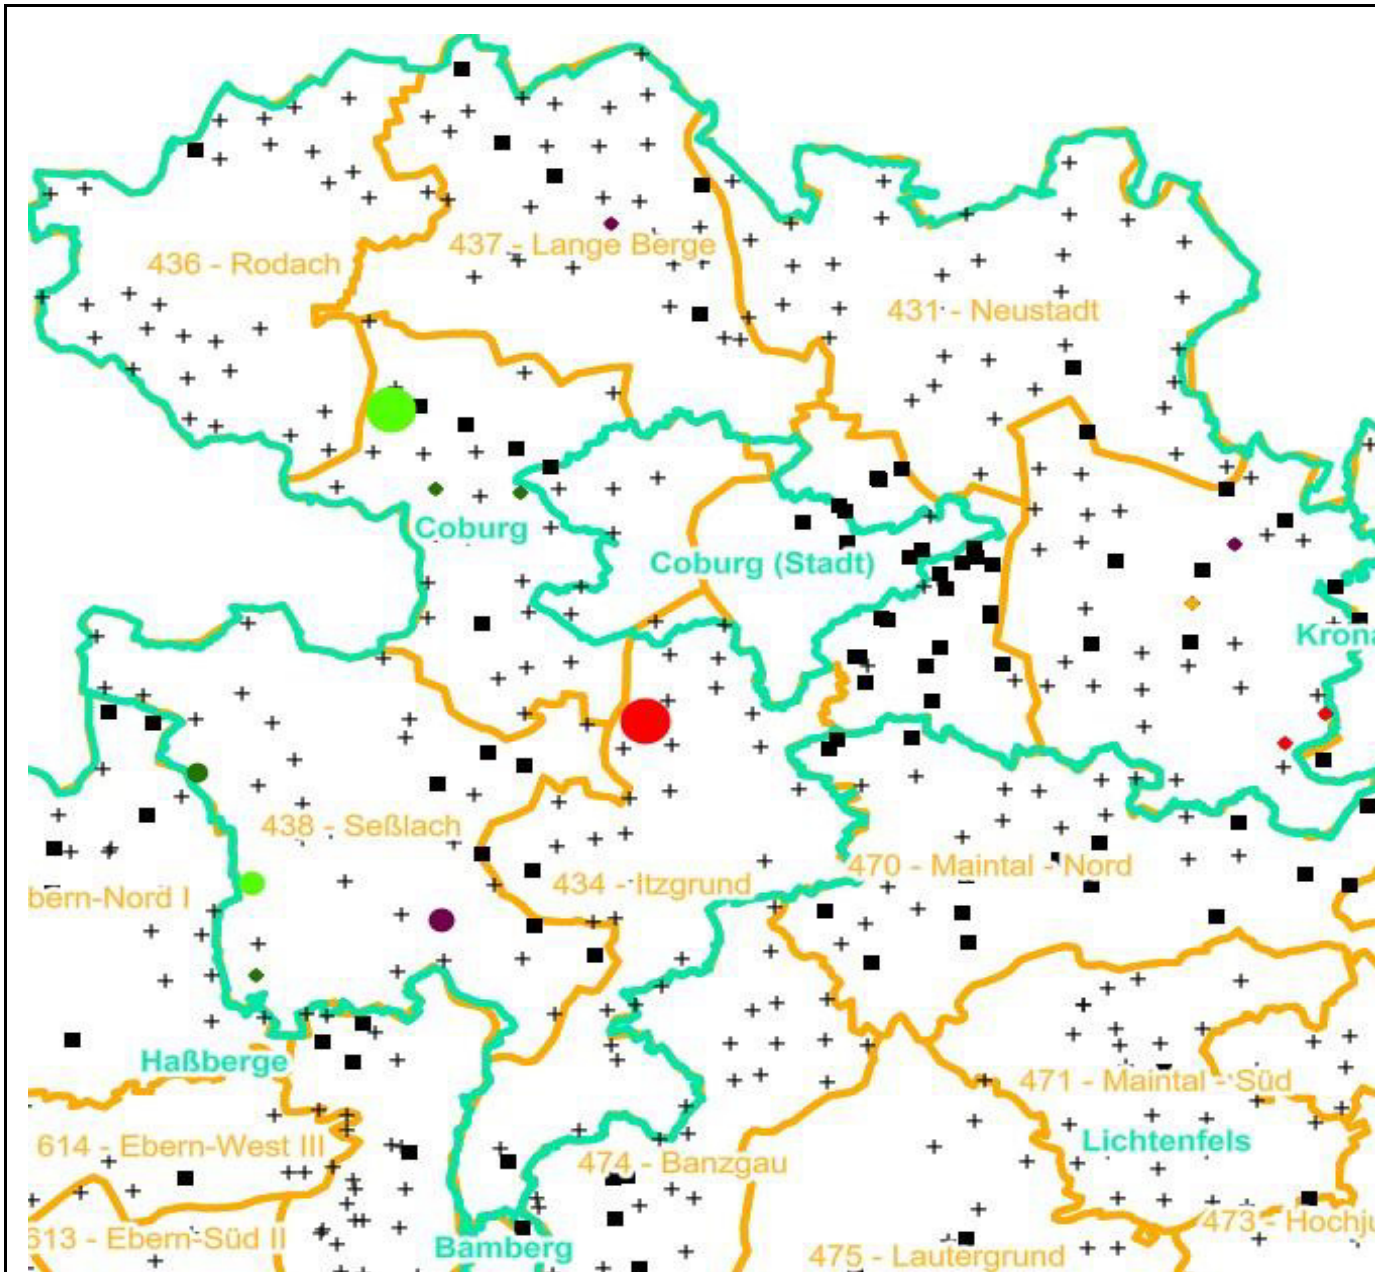 437 - Lange Berge
436 - Rodach
431 - Neustadt
Coburg
Coburg (Stadt)
Krona
438 - Seßlach
470 - Maintal - Nord
434 - Itzgrund
bern-Nord I
Haßberge
471 - Maintal - Süd
614 - Ebern-West III
Lichtenfels
474 - Banzgau
473 - Hochju
613 - Ebern-Süd II
Bamberg
475 - Lautergrund